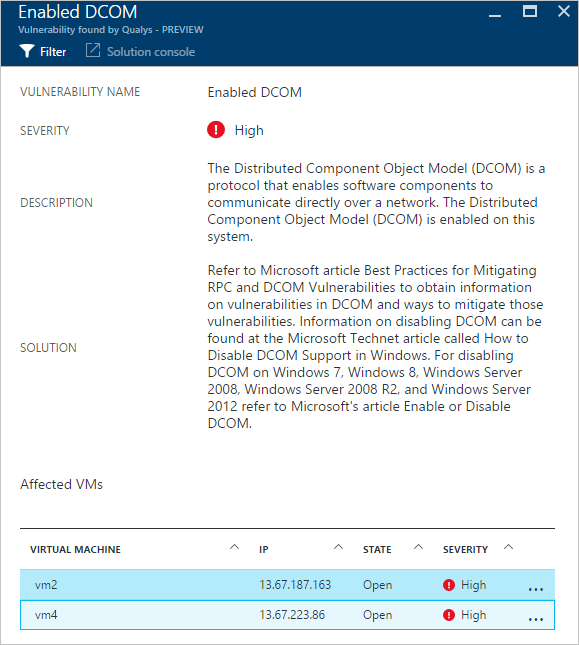 Enabled DCOM
Vulnerability found by Qualys - PREVIEW
Filter Solution console
VULNERABILITY NAME Enabled DCOM
SEVERITY ! High
DESCRIPTION
The Distributed Component Object Model (DCOM) is a
protocol that enables software components to
communicate directly over a network. The Distributed
Component Object Model (DCOM) is enabled on this
system.
SOLUTION
Refer to Microsoft article Best Practices for Mitigating
RPC and DCOM Vulnerabilities to obtain information
on vulnerabilities in DCOM and ways to mitigate those
vulnerabilities. Information on disabling DCOM can be
found at the Microsoft Technet article called How to
Disable DCOM Support in Windows. For disabling
DCOM on Windows 7, Windows 8, Windows Server
2008, Windows Server 2008 R2, and Windows Server
2012 refer to Microsoft's article Enable or Disable
DCOM.
Affected VMs
VIRTUAL MACHINE IP STATE SEVERITY
vm2 13.67.187.163 Open ! High ...
vm4 13.67.223.86 Open ! High ...